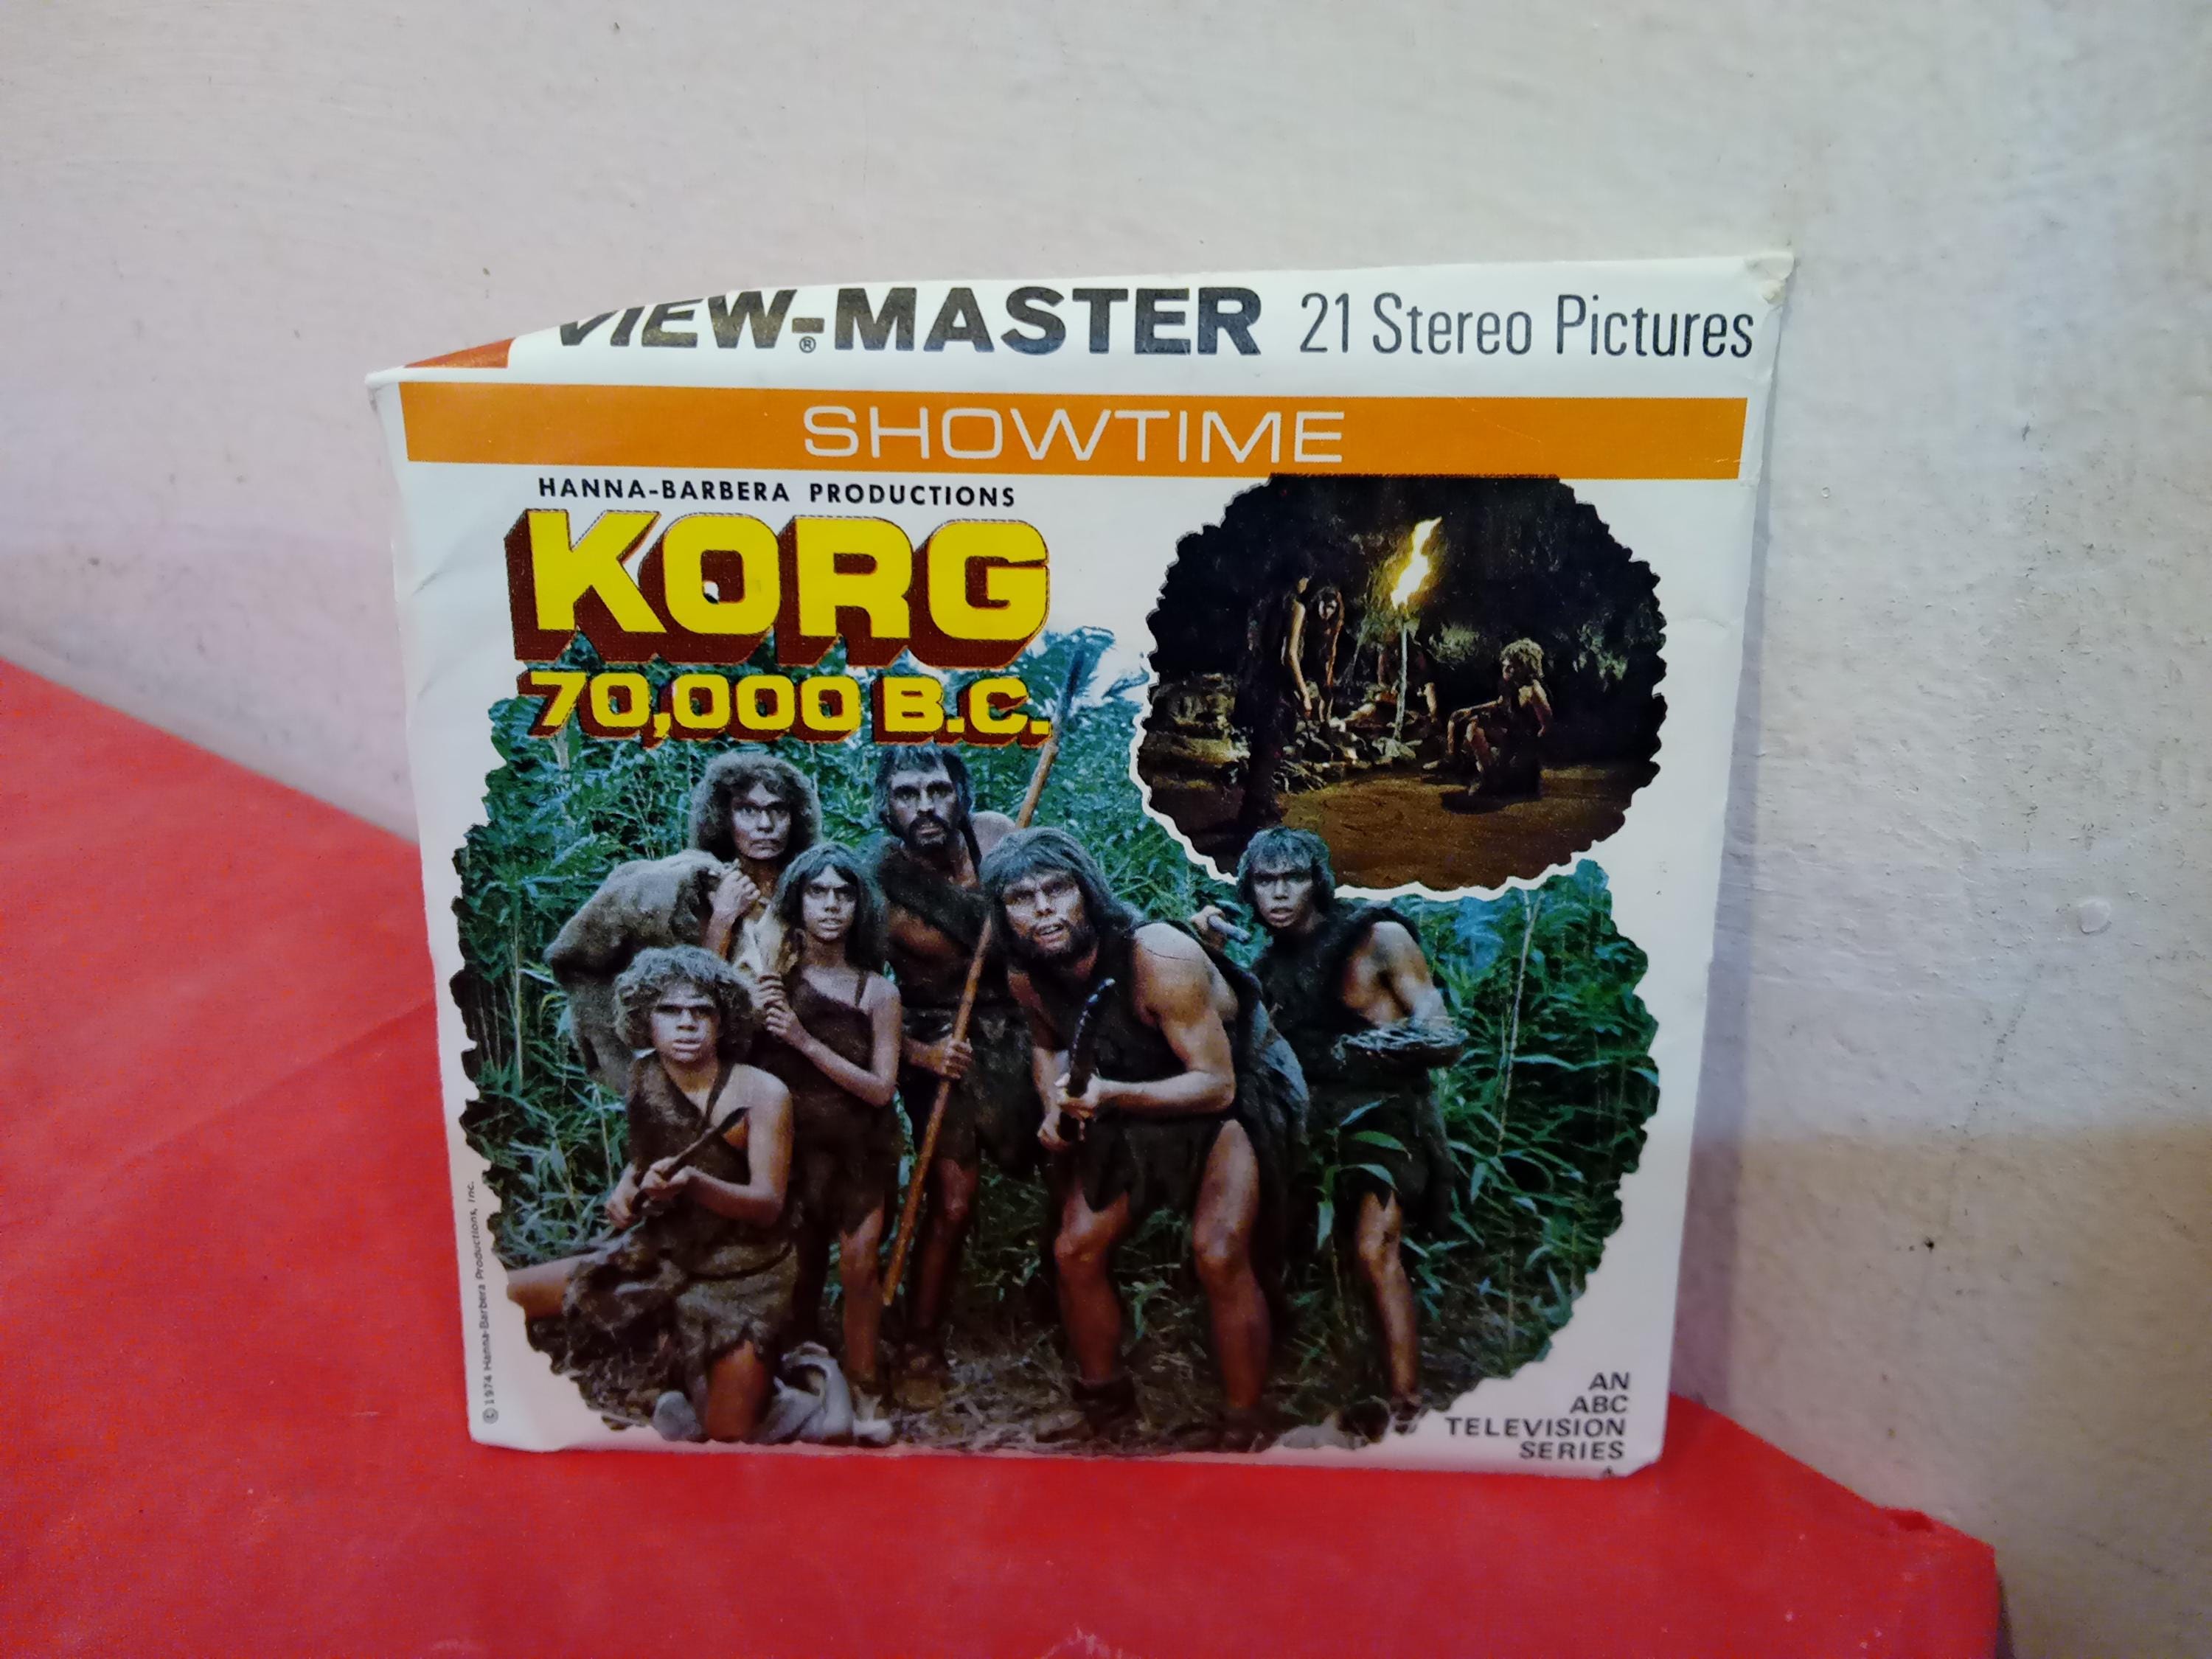 VIEW-MASTER® 21 Stereo Pictures
SHOWTIME
HANNA-BARBERA PRODUCTIONS
KORG
70,000 B.C.
© 1974 Hanna-Barbera Productions, Inc.
AN
ABC
TELEVISION
SERIES